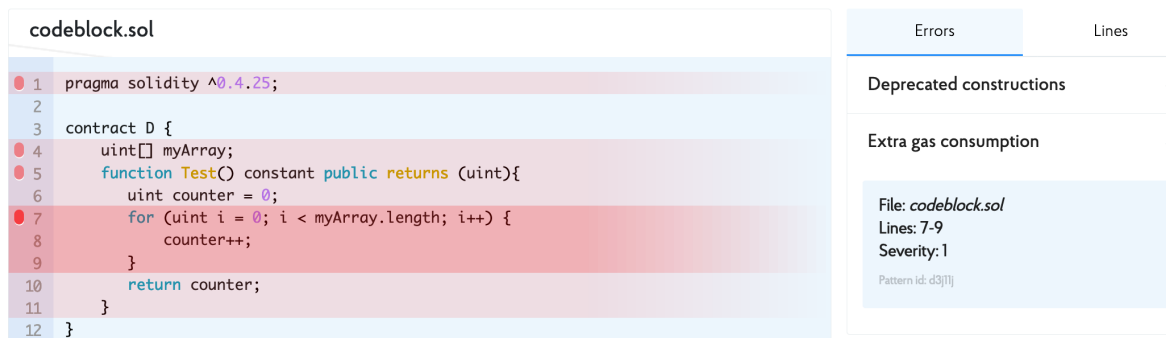 codeblock.sol
1 pragma solidity ^0.4.25;
2
3 contract D {
4 uint[] myArray;
5 function Test() constant public returns (uint){
6 uint counter = 0;
7 for (uint i = 0; i < myArray.length; i++) {
8 counter++;
9 }
10 return counter;
11 }
12 }
Errors Lines
Deprecated constructions
Extra gas consumption
File: codeblock.sol
Lines: 7-9
Severity: 1
Pattern id: d3j11j